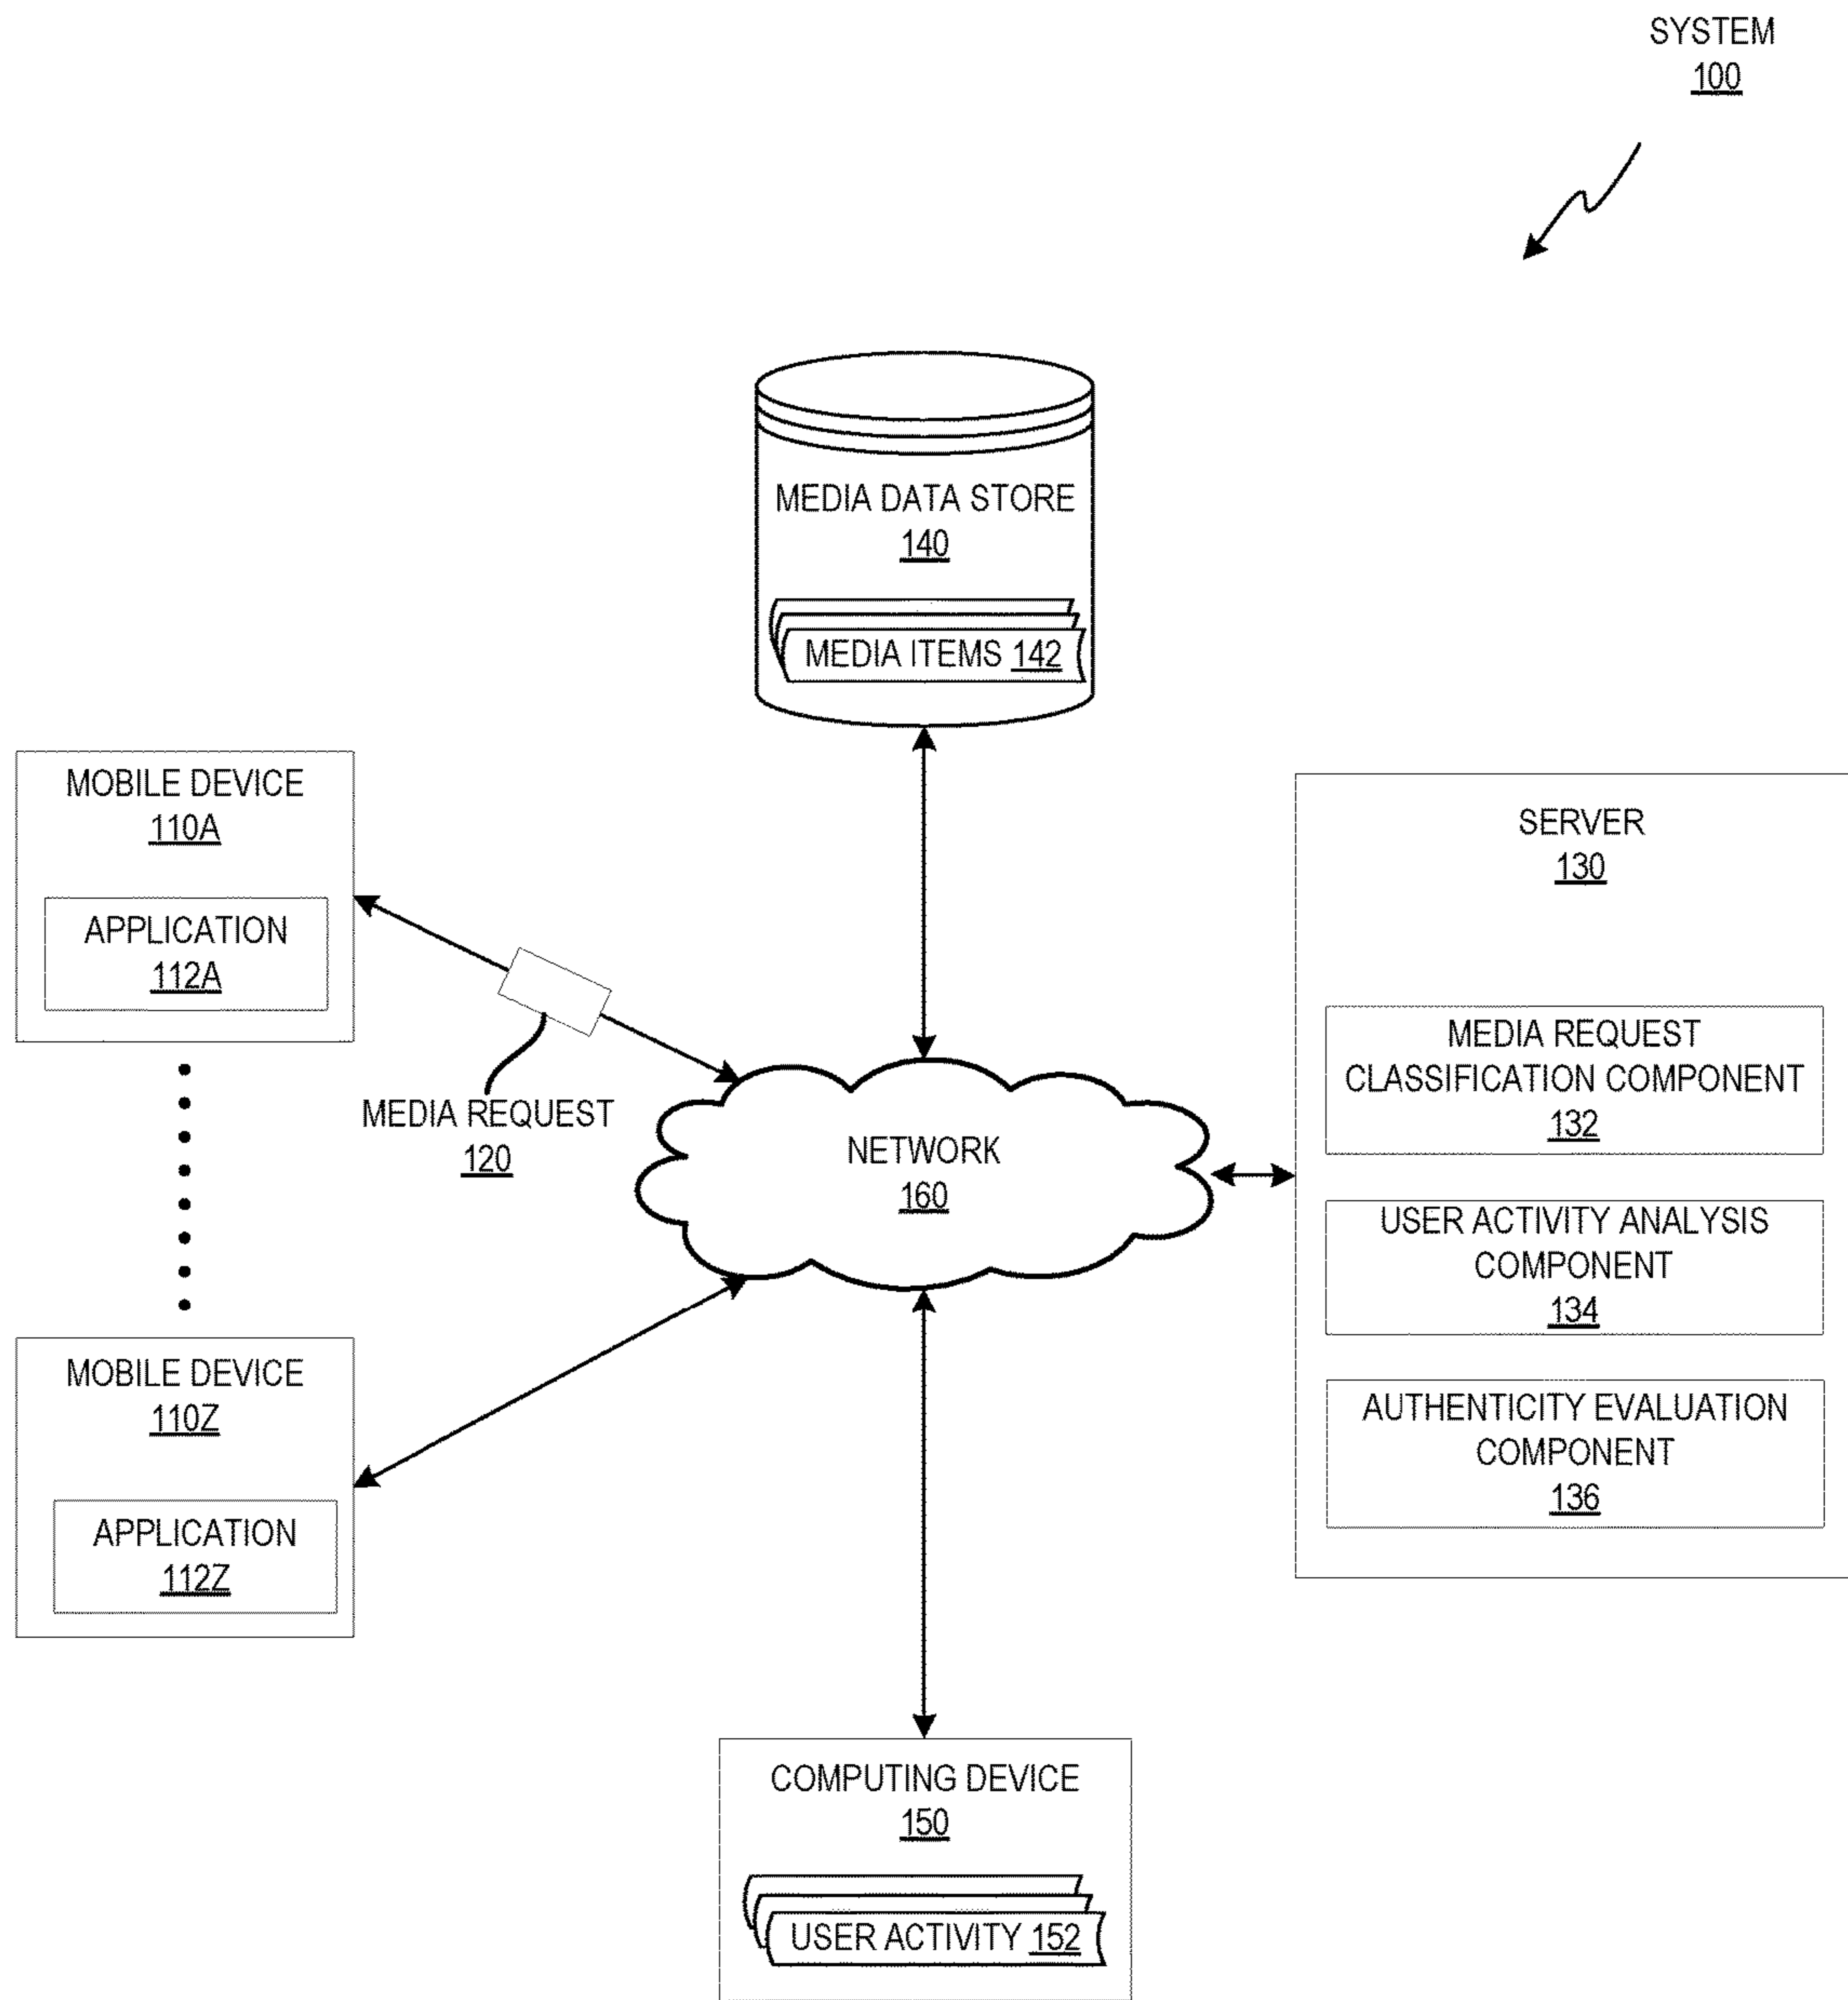 SYSTEM
100
MEDIA DATA STORE
140
MEDIA ITEMS 142
MOBILE DEVICE
110A
APPLICATION
112A
MEDIA REQUEST
120
MOBILE DEVICE
110Z
APPLICATION
112Z
NETWORK
160
SERVER
130
MEDIA REQUEST
CLASSIFICATION COMPONENT
132
USER ACTIVITY ANALYSIS
COMPONENT
134
AUTHENTICITY EVALUATION
COMPONENT
136
COMPUTING DEVICE
150
USER ACTIVITY 152